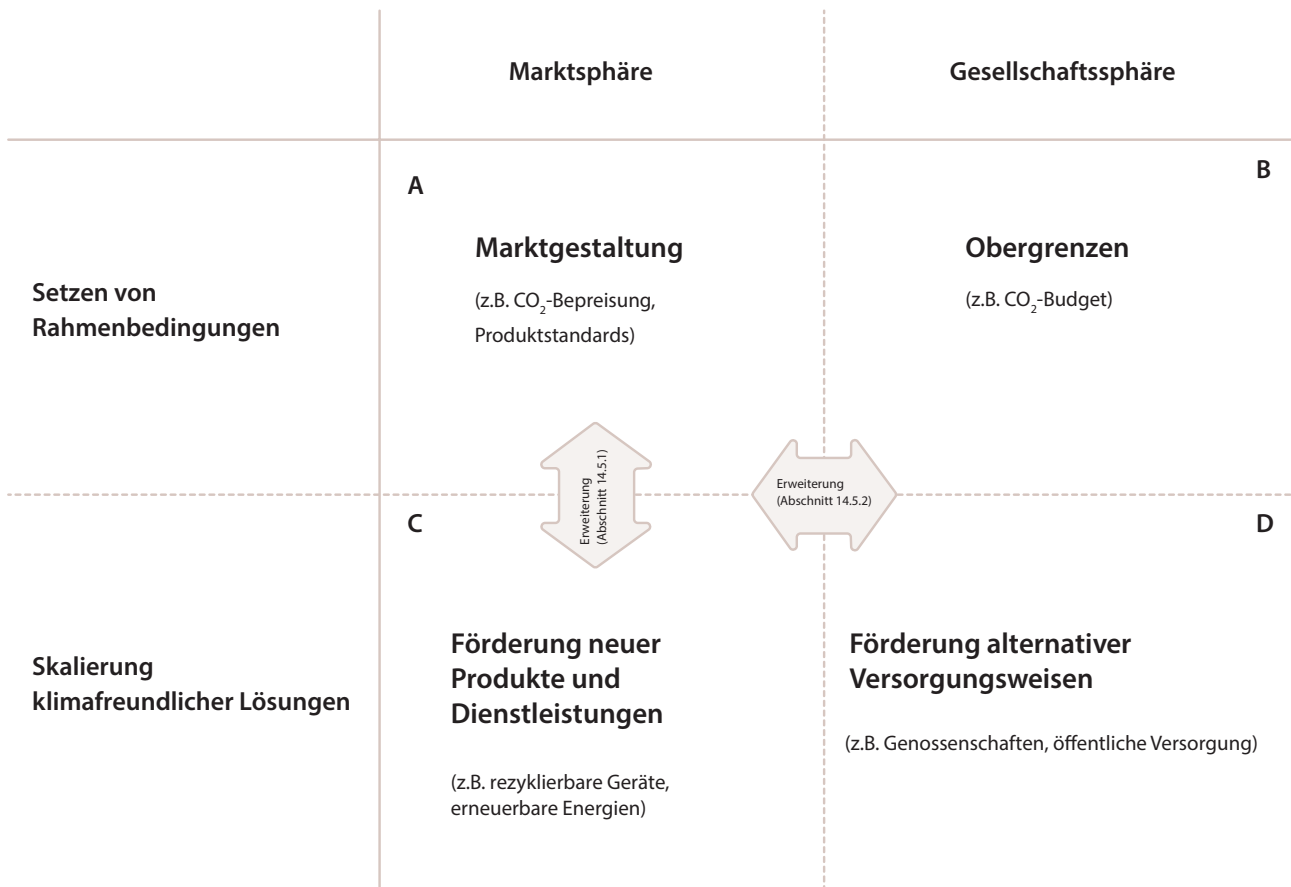 Marktsphäre
Gesellschaftssphäre
A
B
Setzen von
Rahmenbedingungen
Marktgestaltung
(z.B. CO₂-Bepreisung,
Produktstandards)
Obergrenzen
(z.B. CO₂-Budget)
Erweiterung
(Abschnitt 14.5.1)
Erweiterung
(Abschnitt 14.5.2)
C
D
Skalierung
klimafreundlicher Lösungen
Förderung neuer
Produkte und
Dienstleistungen
(z.B. rezyklierbare Geräte,
erneuerbare Energien)
Förderung alternativer
Versorgungsweisen
(z.B. Genossenschaften, öffentliche Versorgung)